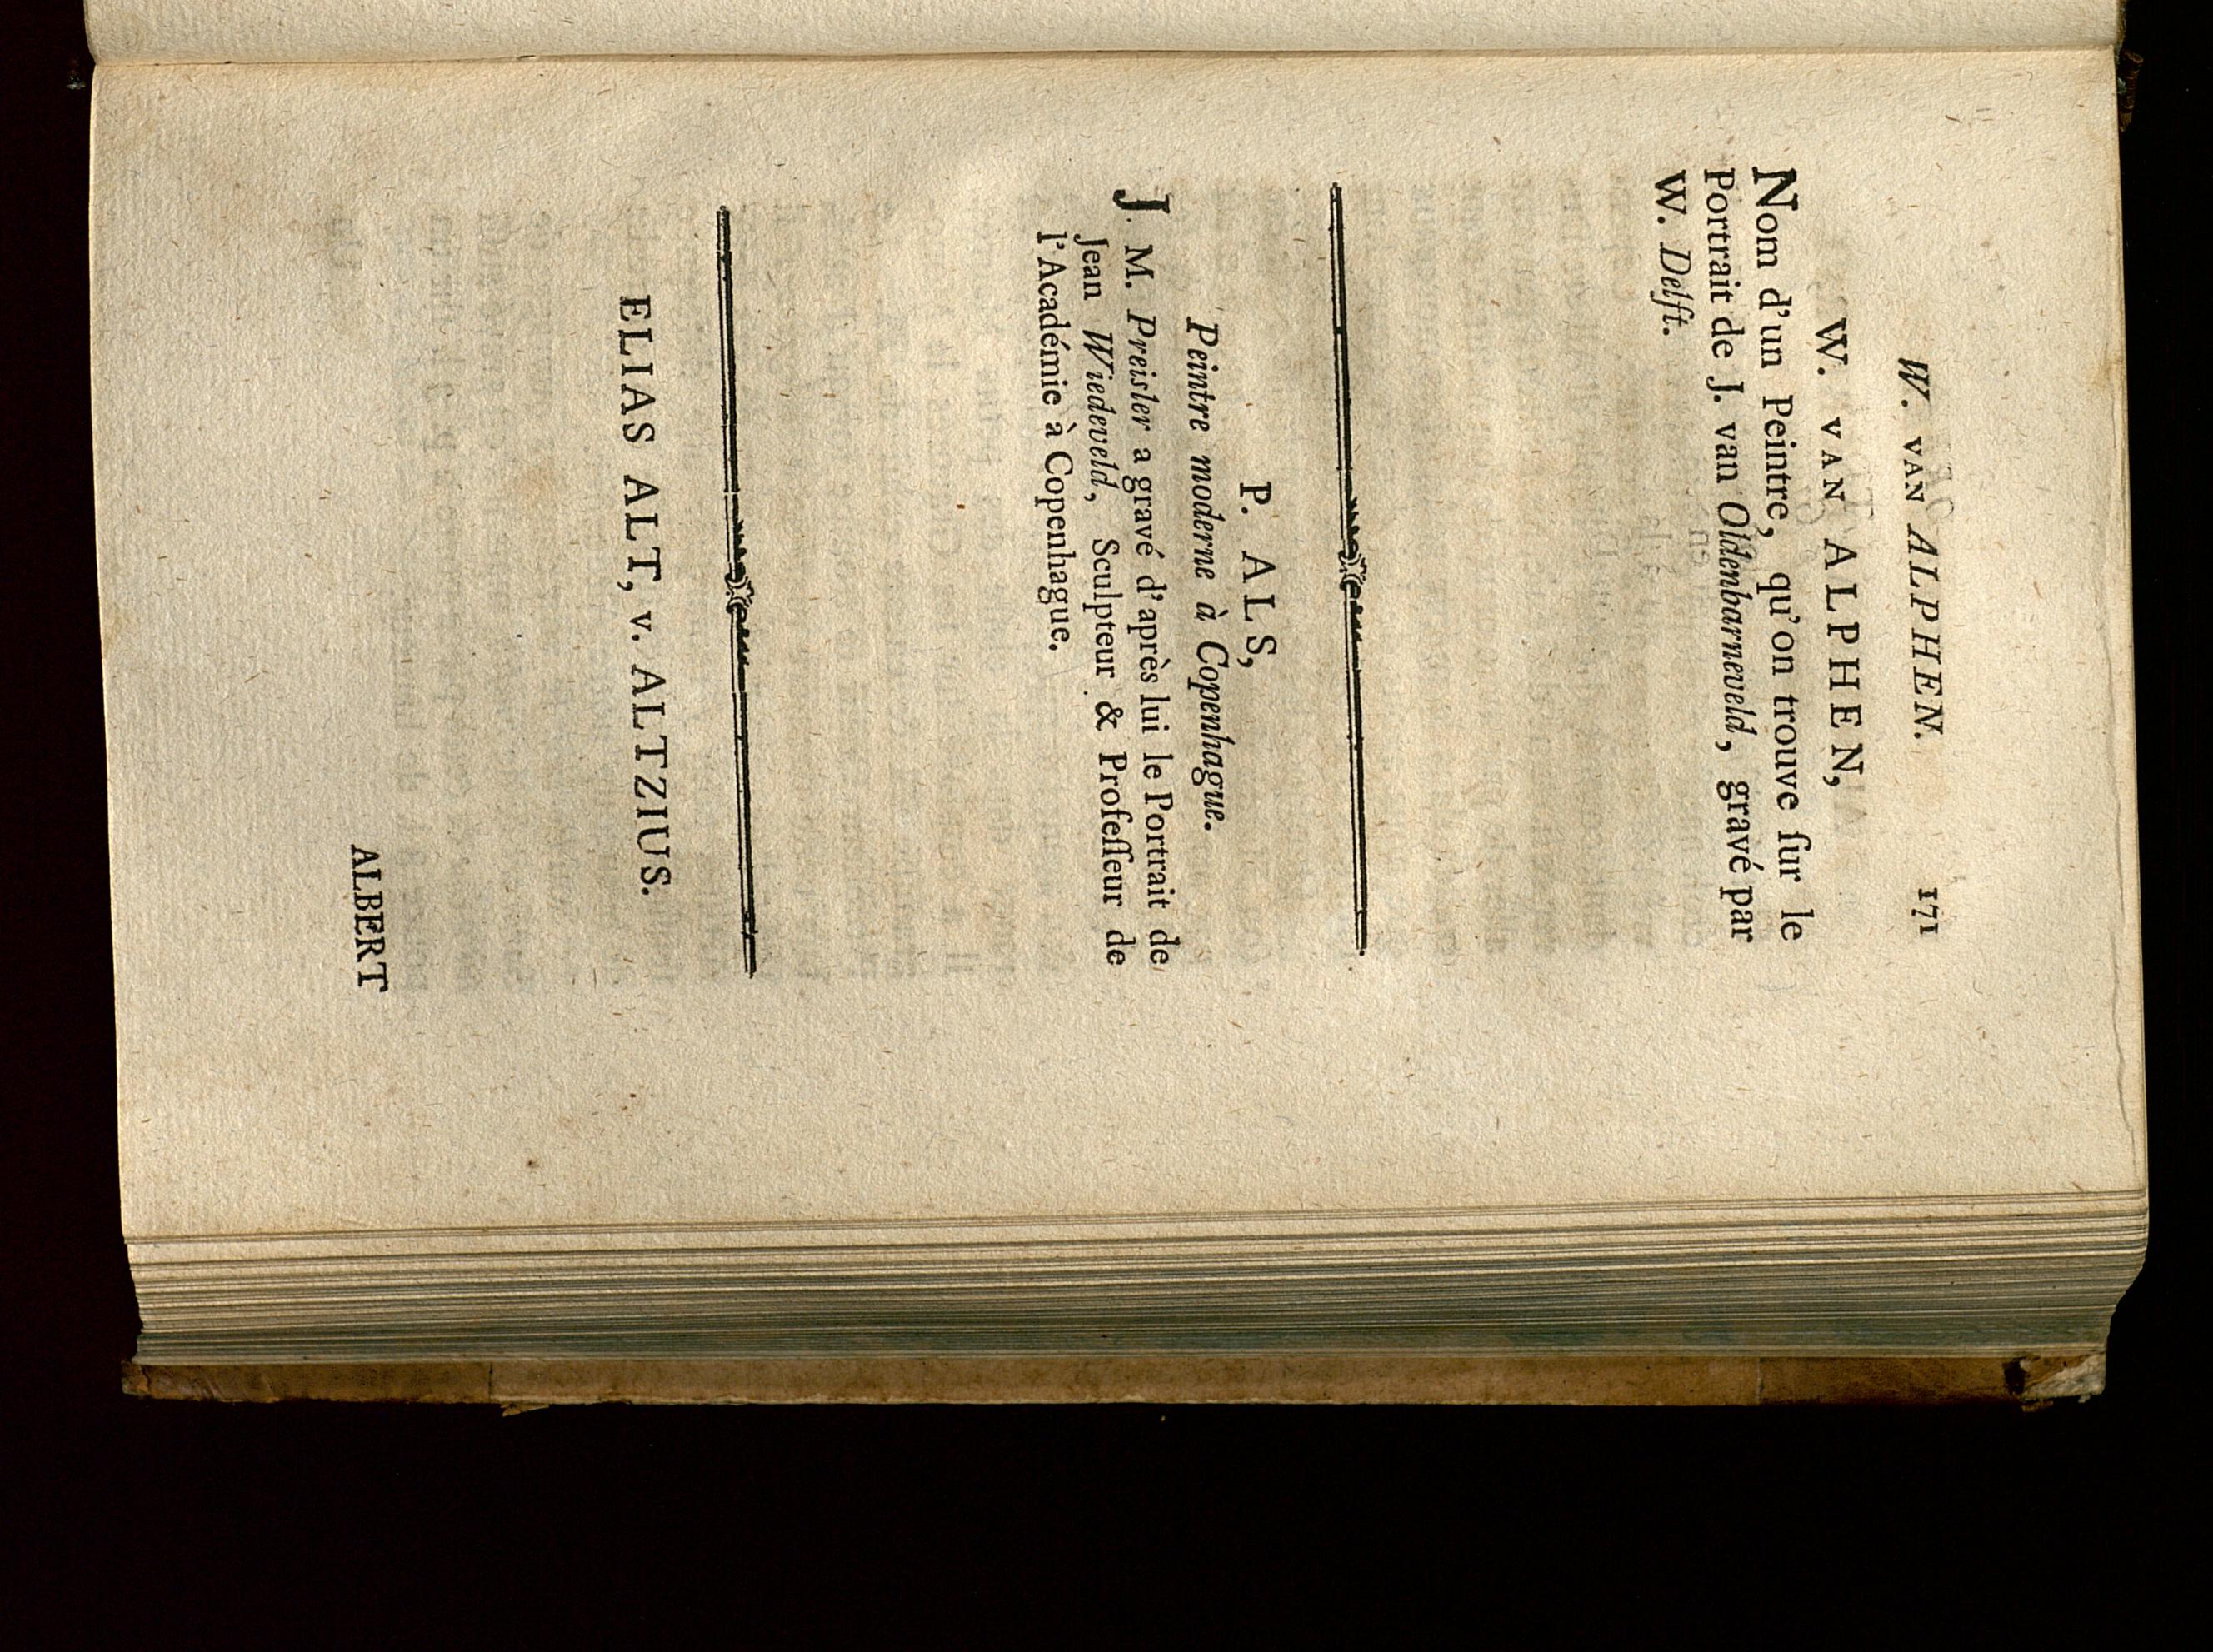 W. VAN ALPHEN. 171
W. VAN ALPHEN,
Nom d'un Peintre, qu'on trouve ſur le
Portrait de J. van Oldenbarneveld, gravé par
W. Delft.
P. ALS,
Peintre moderne à Copenhague.
J. M. Preisler a gravé d'après lui le Portrait de
Jean Wiedeveld, Sculpteur & Profeſſeur de
l'Académie à Copenhague.
ELIAS ALT, v. ALTZIUS.
ALBERT